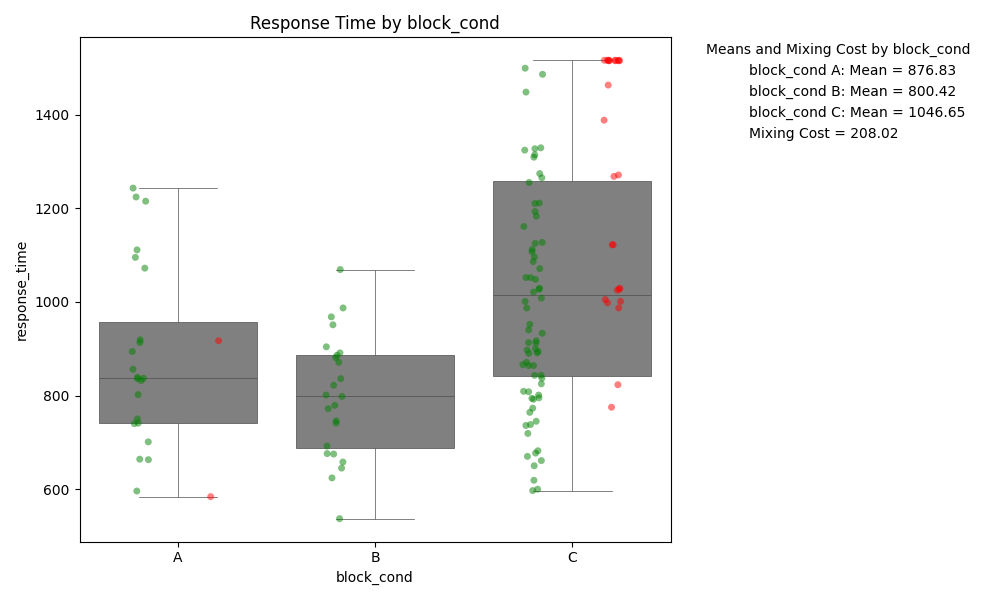 Response Time by block_cond
Means and Mixing Cost by block_cond
block_cond A: Mean = 876.83
block_cond B: Mean = 800.42
block_cond C: Mean = 1046.65
Mixing Cost = 208.02
response_time
1400
1200
1000
800
600
A
B
C
block_cond